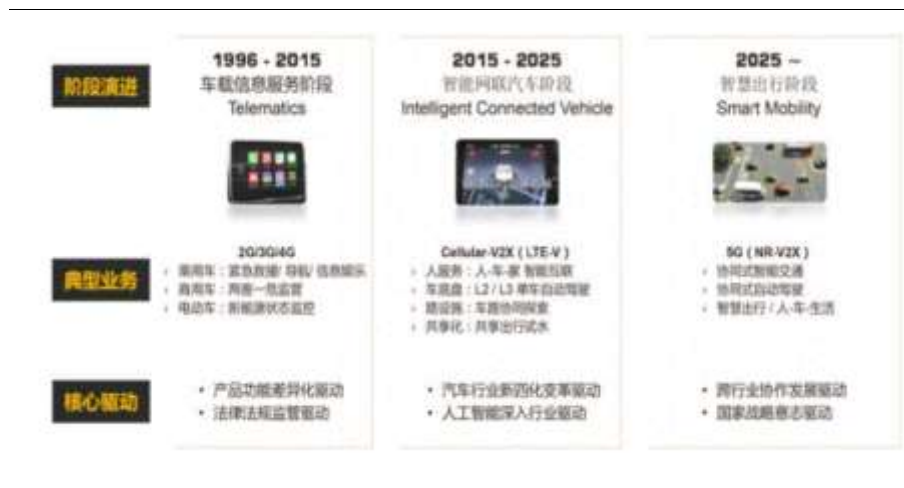 阶段演进
1996 - 2015
车载信息服务阶段
Telematics
2015 - 2025
智能网联汽车阶段
Intelligent Connected Vehicle
2025 ~
智慧出行阶段
Smart Mobility
典型业务
2G/3G/4G
乘用车：紧急救援/ 导航/ 信息娱乐
商用车：两客一危监管
电动车：新能源状态监控
Cellular-V2X ( LTE-V )
人服务：人-车-家 智能互联
车底盘：L2 / L3 单车自动驾驶
路设施：车路协同探索
共享化：共享出行试水
5G ( NR-V2X )
协同式智能交通
协同式自动驾驶
智慧出行 / 人-车-生活
核心驱动
• 产品功能差异化驱动
• 法律法规监管驱动
• 汽车行业新四化变革驱动
• 人工智能深入行业驱动
• 跨行业协作发展驱动
• 国家战略意志驱动